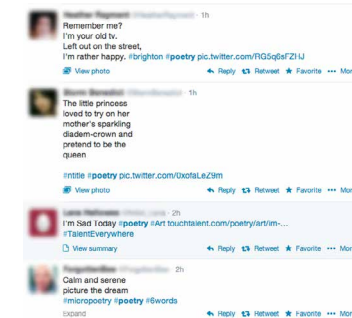 · 1h
Remember me?
I'm your old tv.
Left out on the street,
I'm rather happy. #brighton #poetry pic.twitter.com/RG5q6sFZHJ
View photo Reply Retweet Favorite ••• Mor
· 1h
The little princess
loved to try on her
mother's sparkling
diadem-crown and
pretend to be the
queen
#ntitle #poetry pic.twitter.com/0xofaLeZ9m
View photo Reply Retweet Favorite ••• Mor
· 2h
I'm Sad Today #poetry #Art touchtalent.com/poetry/art/im-...
#TalentEverywhere
View summary Reply Retweet Favorite ••• Mor
2h
Calm and serene
picture the dream
#micropoetry #poetry #6words
Expand Reply Retweet Favorite ••• Mor